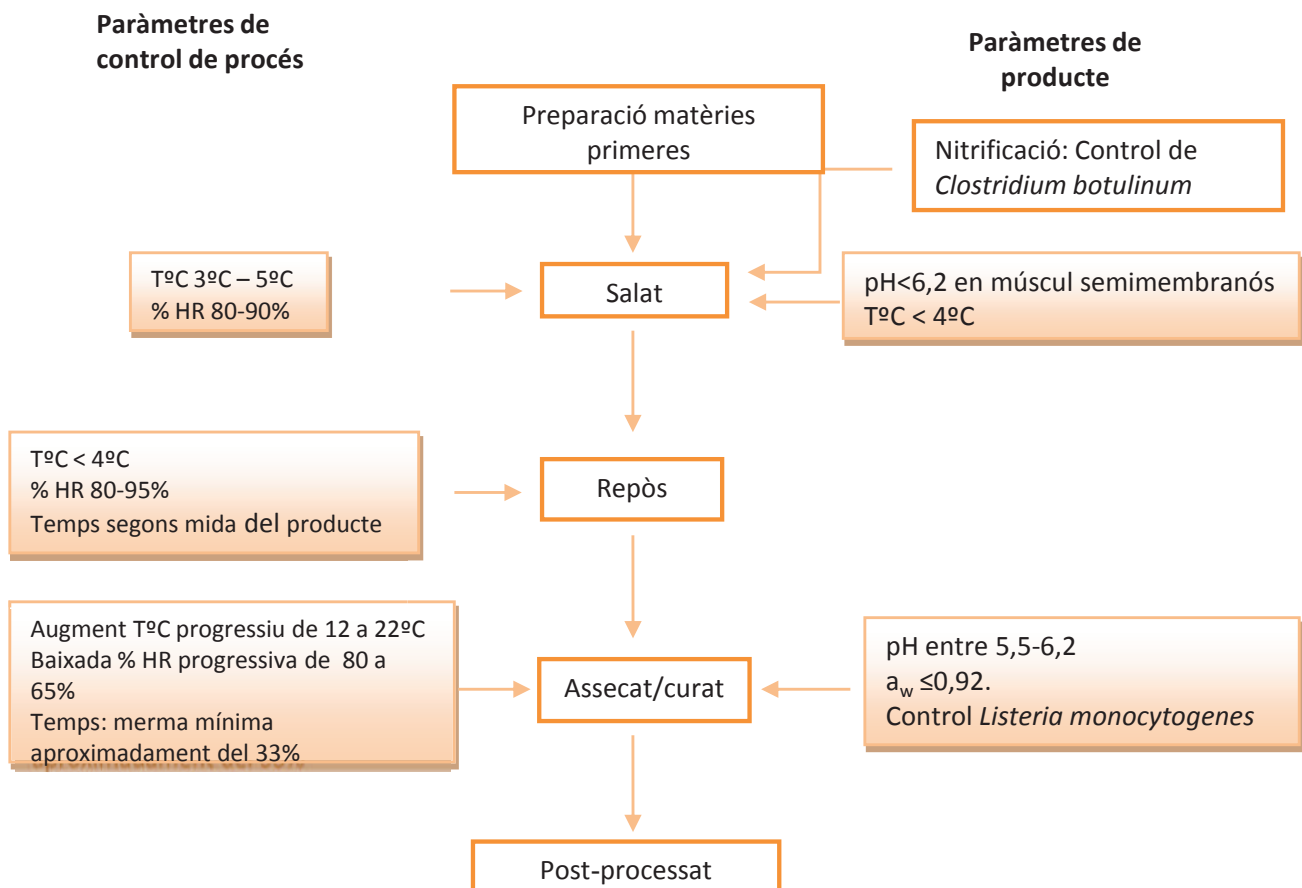 Paràmetres de
control de procés
Paràmetres de
producte
Preparació matèries
primeres
Nitrificació: Control de
Clostridium botulinum
TºC 3ºC – 5ºC
% HR 80-90%
Salat
pH<6,2 en múscul semimembranós
TºC < 4ºC
TºC < 4ºC
% HR 80-95%
Temps segons mida del producte
Repòs
Augment TºC progressiu de 12 a 22ºC
Baixada % HR progressiva de 80 a
65%
Temps: merma mínima
aproximadament del 33%
Assecat/curat
pH entre 5,5-6,2
aw ≤0,92.
Control Listeria monocytogenes
Post-processat